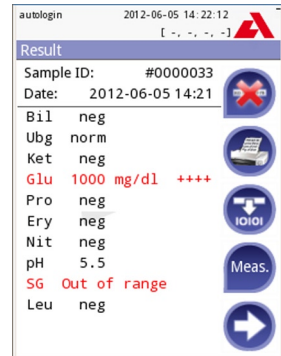 autologin 2012-06-05 14:22:12
[ -, -, -, -]
Result
Sample ID: #0000033
Date: 2012-06-05 14:21
Bil neg
Ubg norm
Ket neg
Glu 1000 mg/dl ++++
Pro neg
Ery neg
Nit neg
pH 5.5
SG Out of range
Leu neg
IOIOI
Meas.